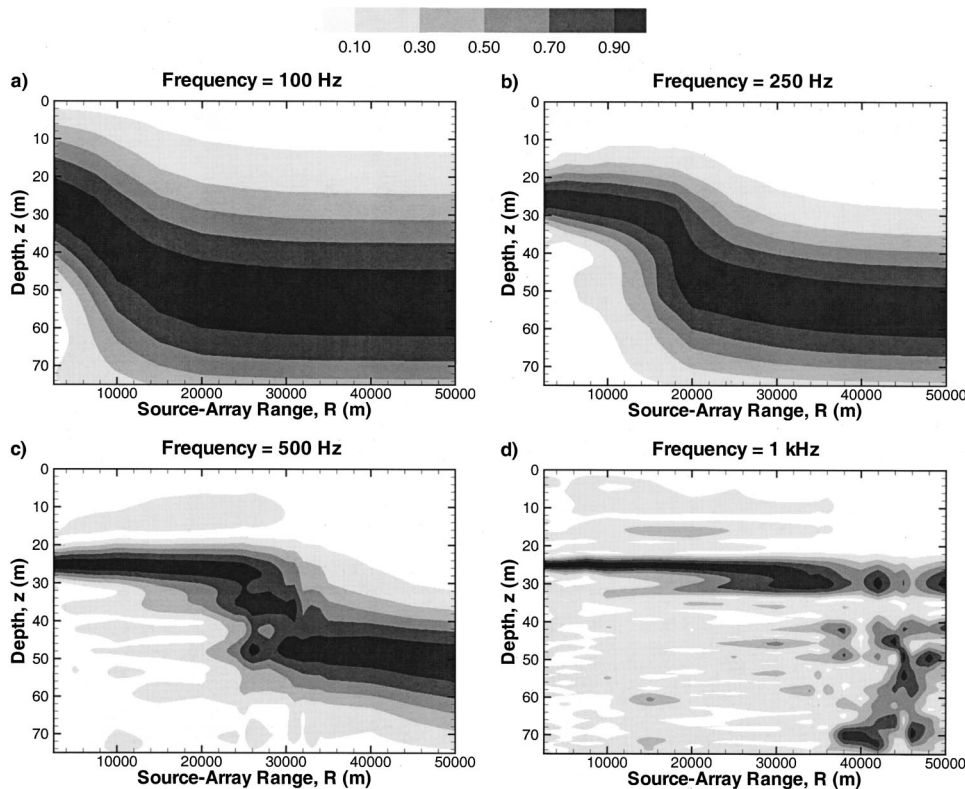 0.10 0.30 0.50 0.70 0.90
a) Frequency = 100 Hz
0
10
20
30
40
50
60
70
Depth, z (m)
10000 20000 30000 40000 50000
Source-Array Range, R (m)
b) Frequency = 250 Hz
0
10
20
30
40
50
60
70
Depth, z (m)
10000 20000 30000 40000 50000
Source-Array Range, R (m)
c) Frequency = 500 Hz
0
10
20
30
40
50
60
70
Depth, z (m)
10000 20000 30000 40000 50000
Source-Array Range, R (m)
d) Frequency = 1 kHz
0
10
20
30
40
50
60
70
Depth, z (m)
10000 20000 30000 40000 50000
Source-Array Range, R (m)